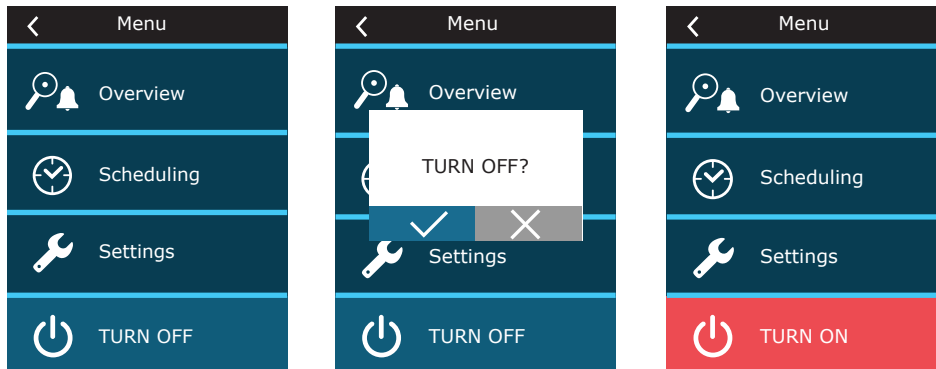 Menu
Overview
Scheduling
Settings
TURN OFF
Menu
Overview
TURN OFF?
Settings
TURN OFF
Menu
Overview
Scheduling
Settings
TURN ON